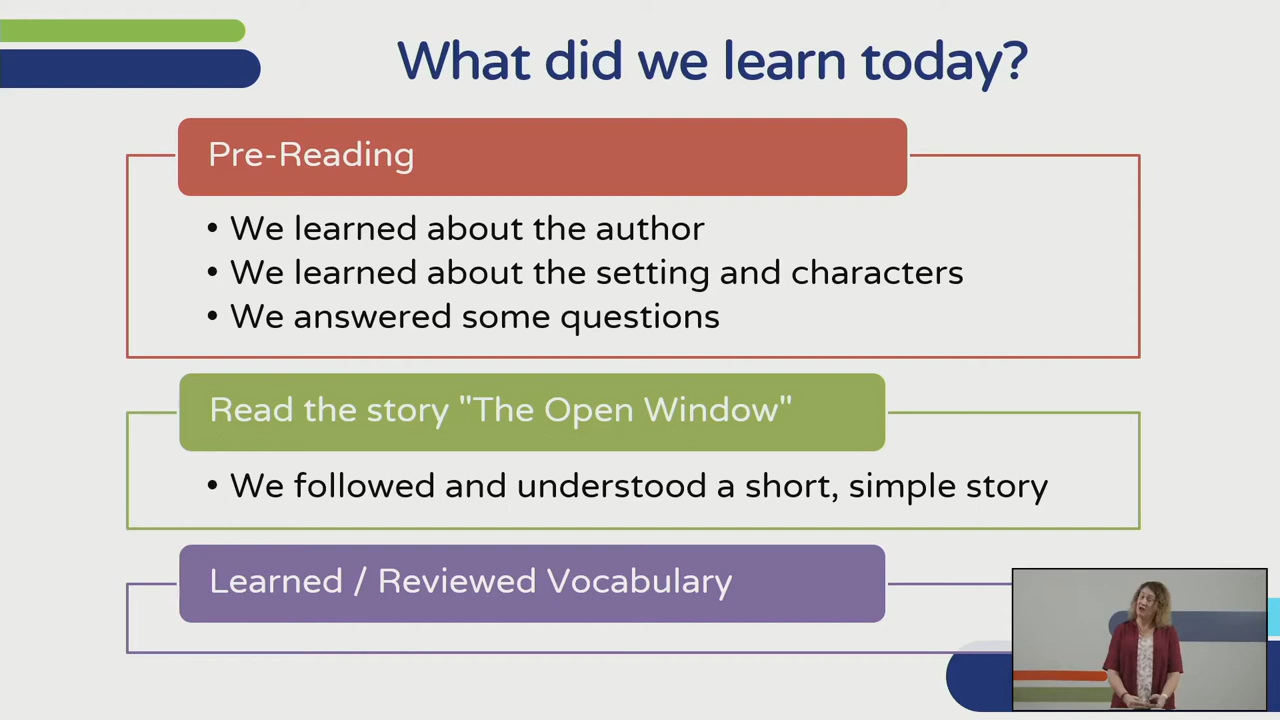 What did we learn today?
Pre-Reading
• We learned about the author
• We learned about the setting and characters
• We answered some questions
Read the story "The Open Window"
• We followed and understood a short, simple story
Learned / Reviewed Vocabulary